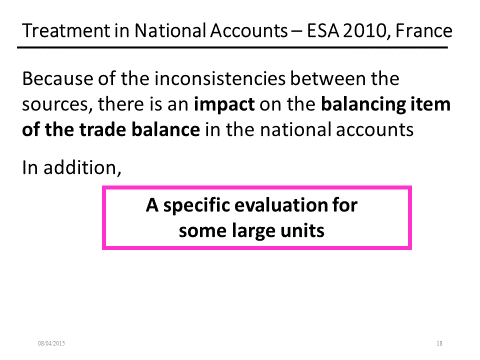 Treatment in National Accounts – ESA 2010, France
Because of the inconsistencies between the
sources, there is an impact on the balancing item
of the trade balance in the national accounts
In addition,
A specific evaluation for
some large units
08/04/2015
18